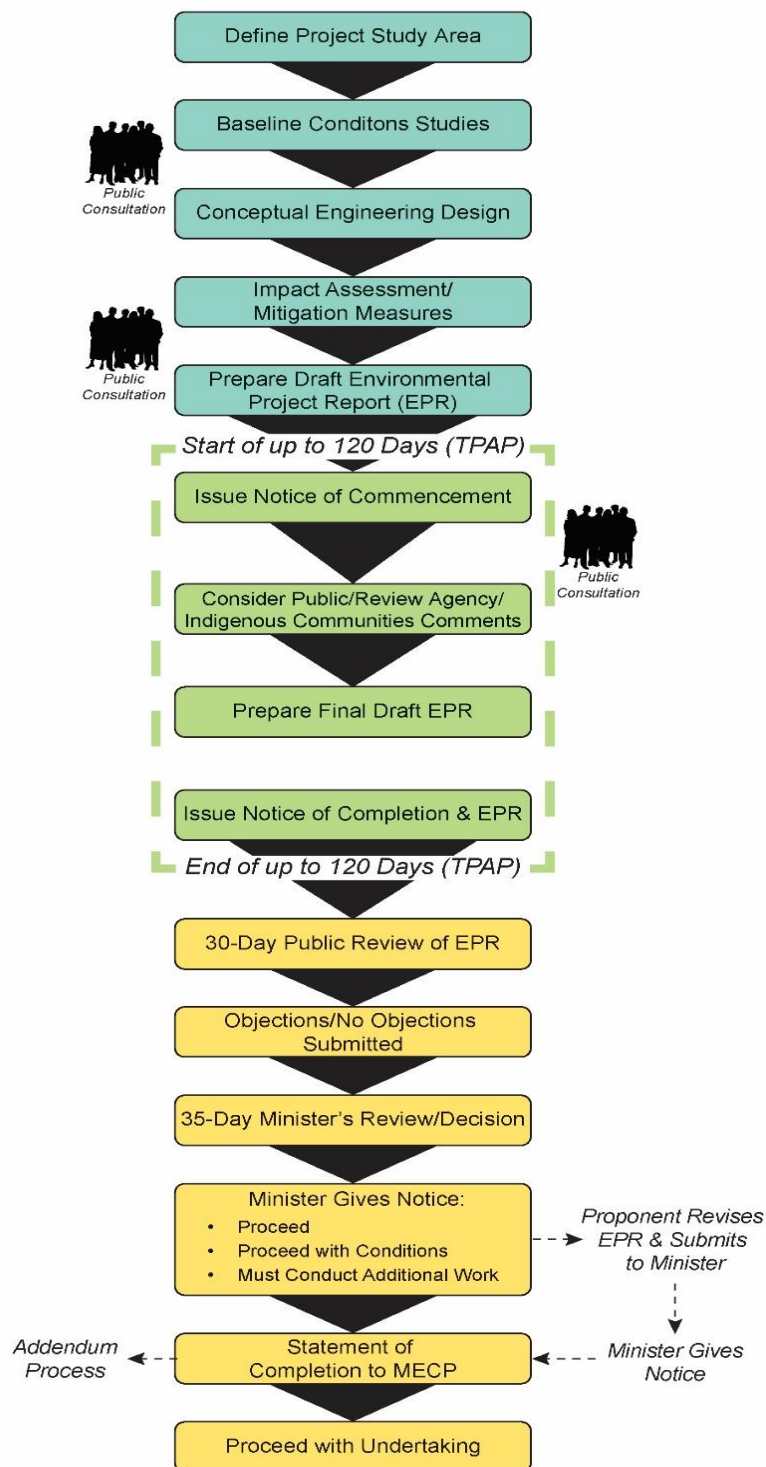 Define Project Study Area
Baseline Conditons Studies
Public
Consultation
Conceptual Engineering Design
Impact Assessment/
Mitigation Measures
Public
Consultation
Prepare Draft Environmental
Project Report (EPR)
Start of up to 120 Days (TPAP)
Issue Notice of Commencement
Public
Consultation
Consider Public/Review Agency/
Indigenous Communities Comments
Prepare Final Draft EPR
Issue Notice of Completion & EPR
End of up to 120 Days (TPAP)
30-Day Public Review of EPR
Objections/No Objections
Submitted
35-Day Minister's Review/Decision
Minister Gives Notice:
• Proceed
• Proceed with Conditions
• Must Conduct Additional Work
Proponent Revises
EPR & Submits
to Minister
Minister Gives
Notice
Statement of
Completion to MECP
Addendum
Process
Proceed with Undertaking